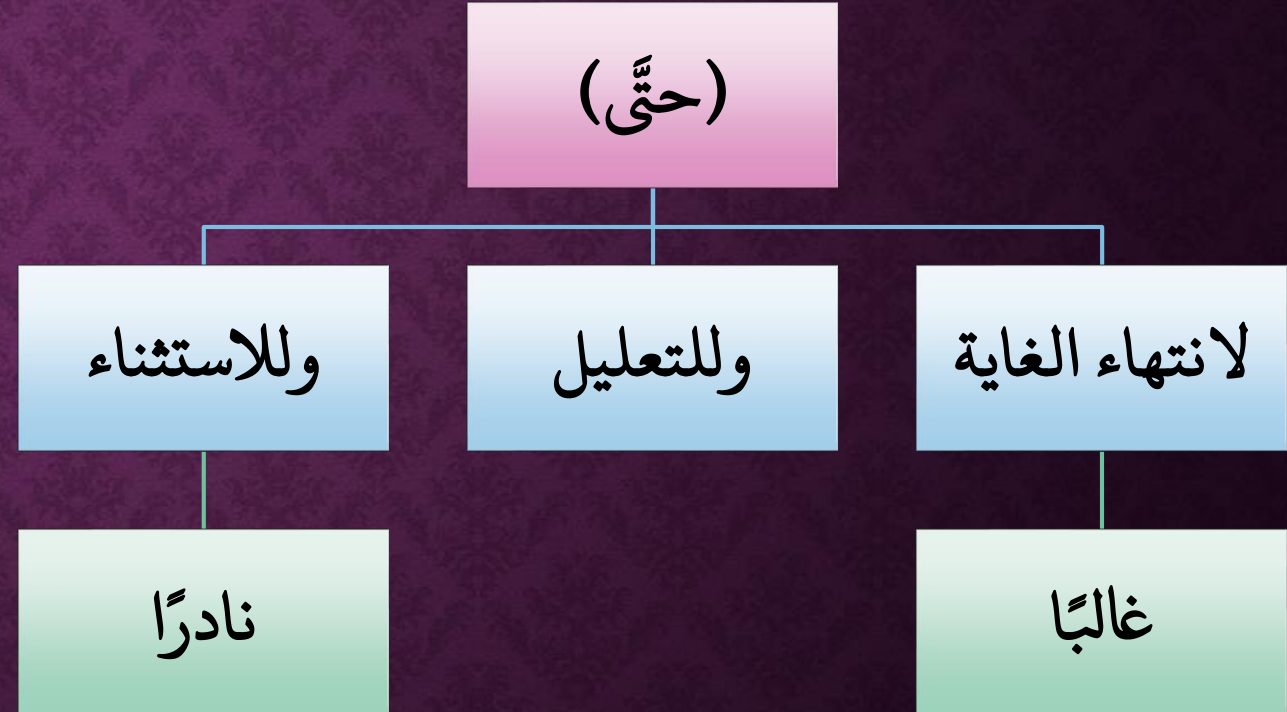 (حتَّى)
لانتهاء الغاية
وللتعليل
وللاستثناء
غالبًا
نادرًا